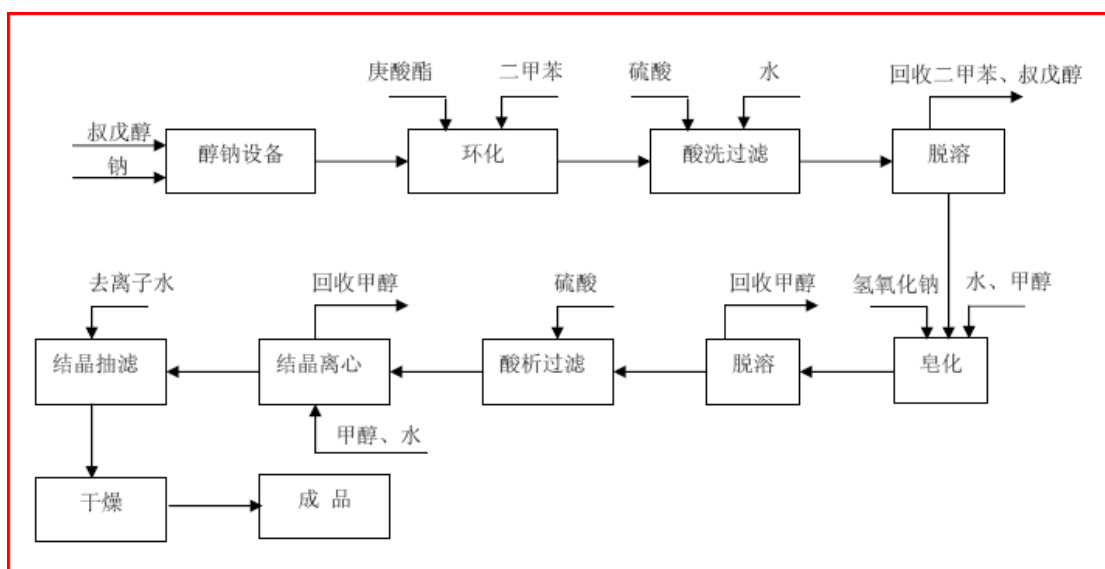 庚酸酯
二甲苯
硫酸
水
回收二甲苯、叔戊醇
叔戊醇
钠
醇钠设备
环化
酸洗过滤
脱溶
去离子水
回收甲醇
硫酸
回收甲醇
氢氧化钠
水、甲醇
结晶抽滤
结晶离心
酸析过滤
脱溶
皂化
甲醇、水
干燥
成 品